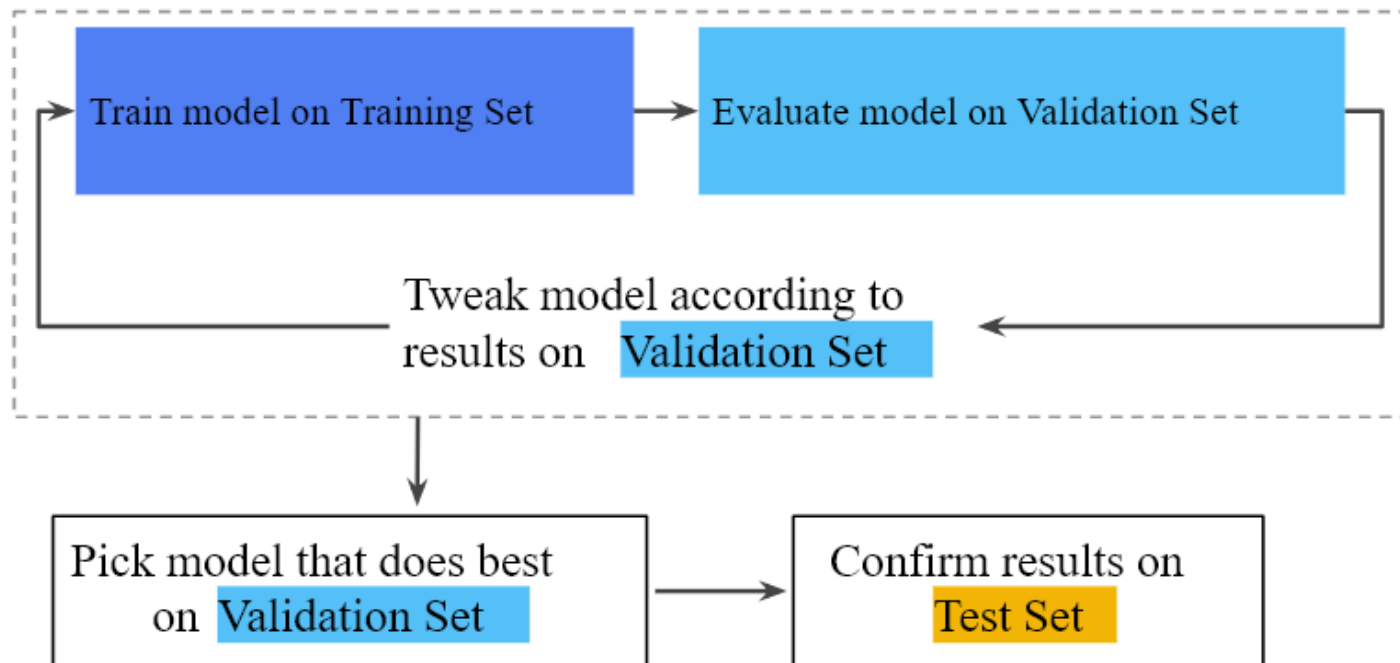 Train model on Training Set
Evaluate model on Validation Set
Tweak model according to
results on Validation Set
Pick model that does best
on Validation Set
Confirm results on
Test Set